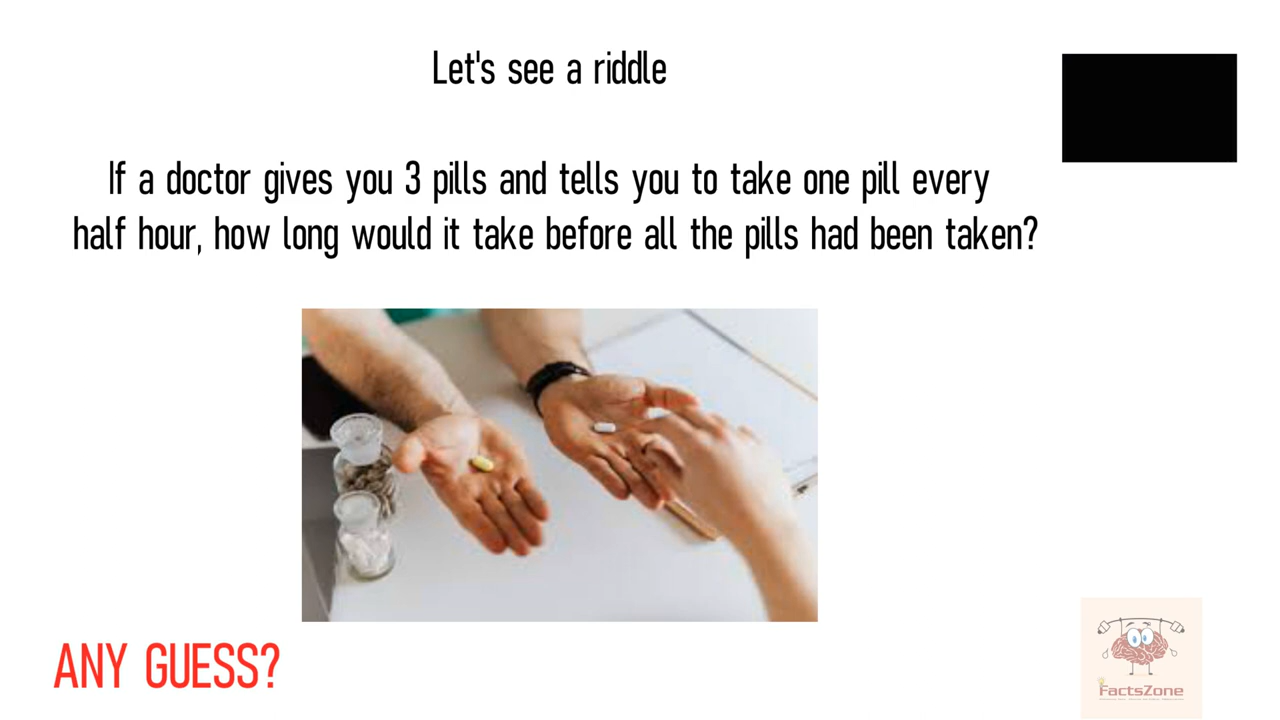 Let's see a riddle
If a doctor gives you 3 pills and tells you to take one pill every
half hour, how long would it take before all the pills had been taken?
ANY GUESS?
FactsZone